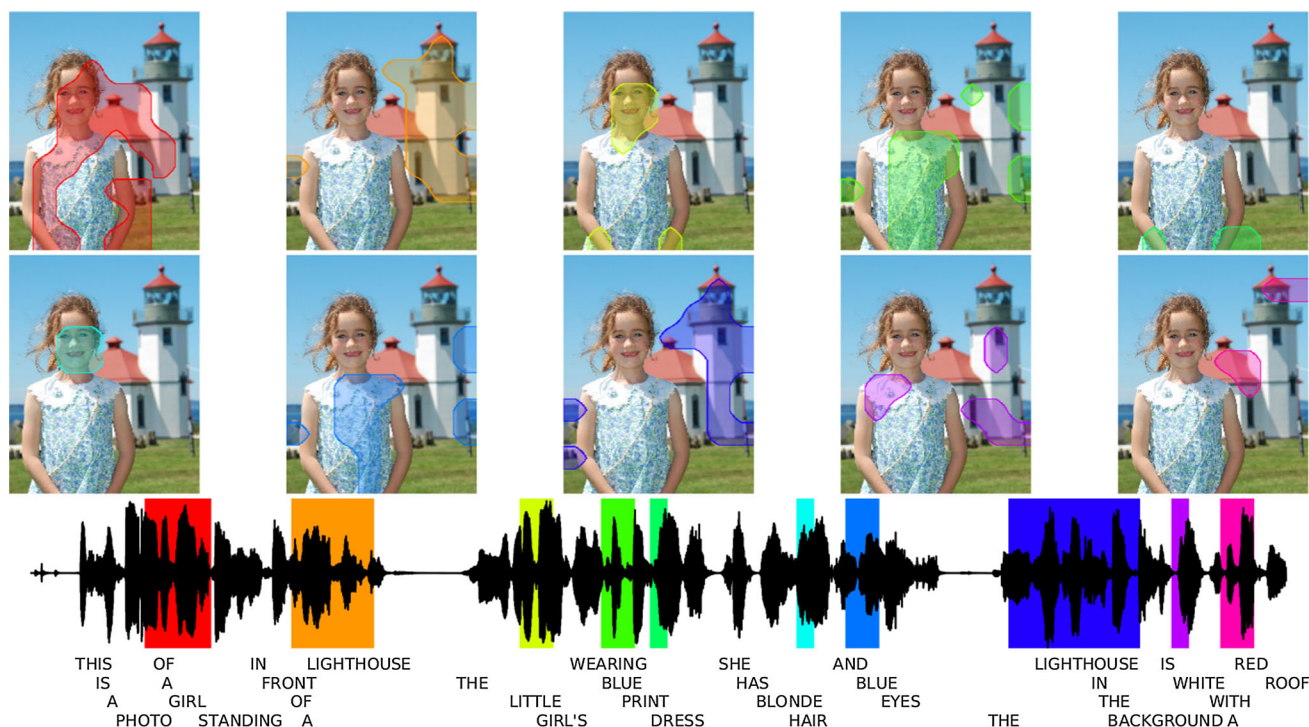 THIS OF IN LIGHTHOUSE WEARING SHE AND LIGHTHOUSE IS RED
IS A FRONT THE BLUE HAS BLUE IN WHITE ROOF
A GIRL OF LITTLE PRINT BLONDE EYES THE WITH
PHOTO STANDING A GIRL'S DRESS HAIR THE BACKGROUND A